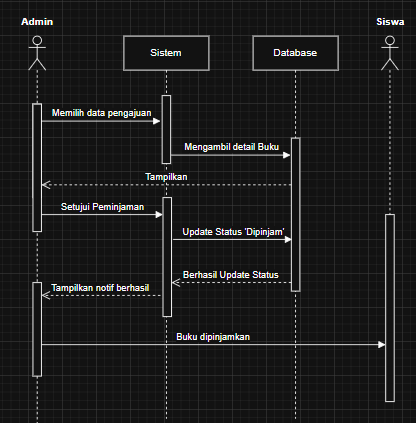 Admin
Siswa
Sistem
Database
Memilih data pengajuan
Mengambil detail Buku
Tampilkan
Setujui Peminjaman
Update Status 'Dipinjam'
Berhasil Update Status
Tampilkan notif berhasil
Buku dipinjamkan